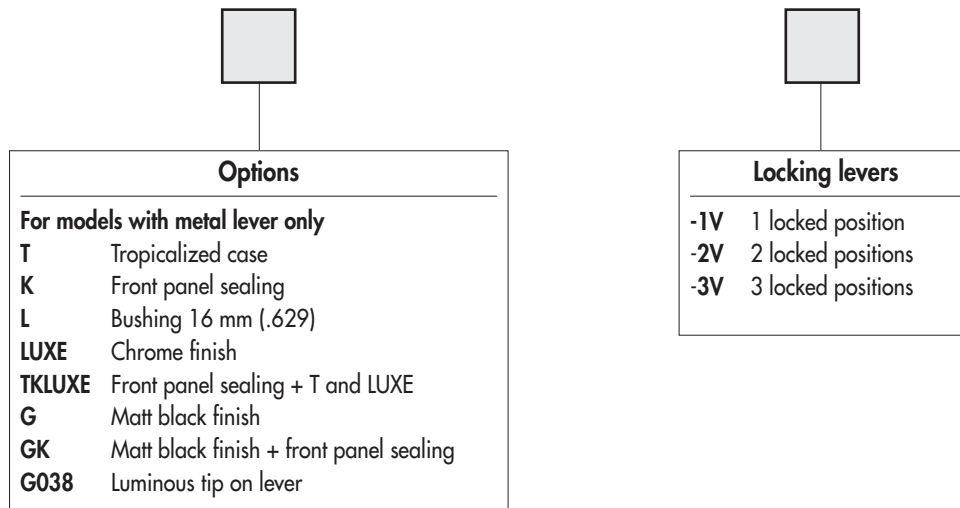 Options
For models with metal lever only
T Tropicalized case
K Front panel sealing
L Bushing 16 mm (.629)
LUXE Chrome finish
TKLUXE Front panel sealing + T and LUXE
G Matt black finish
GK Matt black finish + front panel sealing
G038 Luminous tip on lever
Locking levers
-1V 1 locked position
-2V 2 locked positions
-3V 3 locked positions